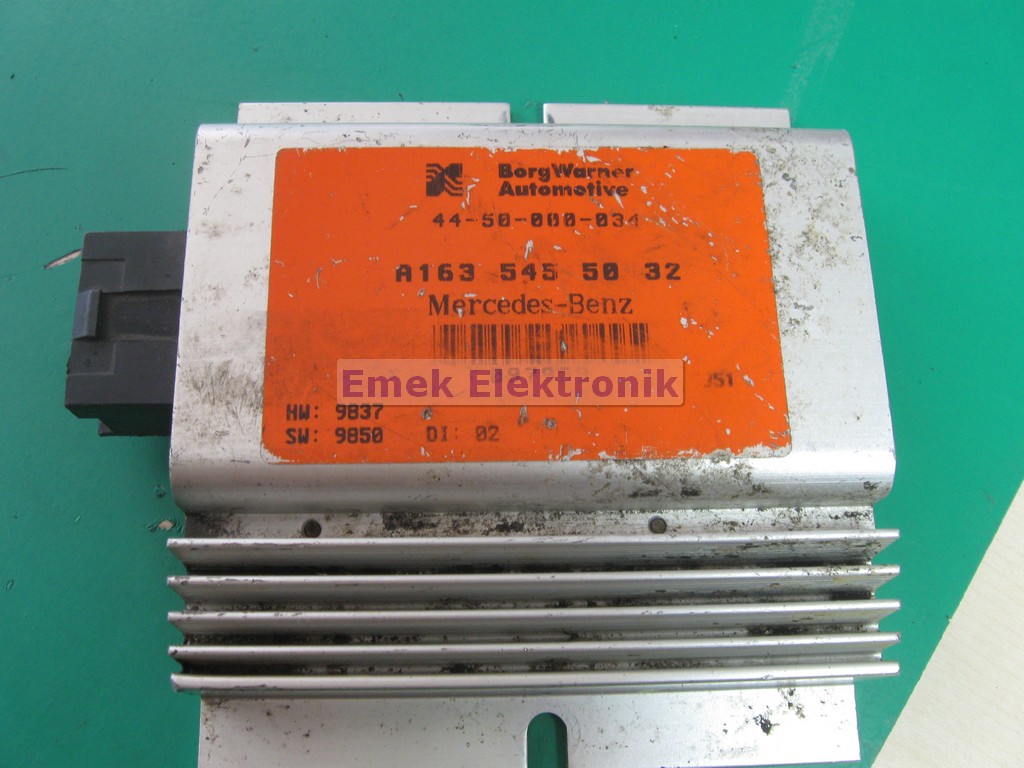 BorgWarner
Automotive
44-50-000-034
A163 545 50 32
Mercedes-Benz
Emek Elektronik
HW: 9837
SW: 9850 DI: 02